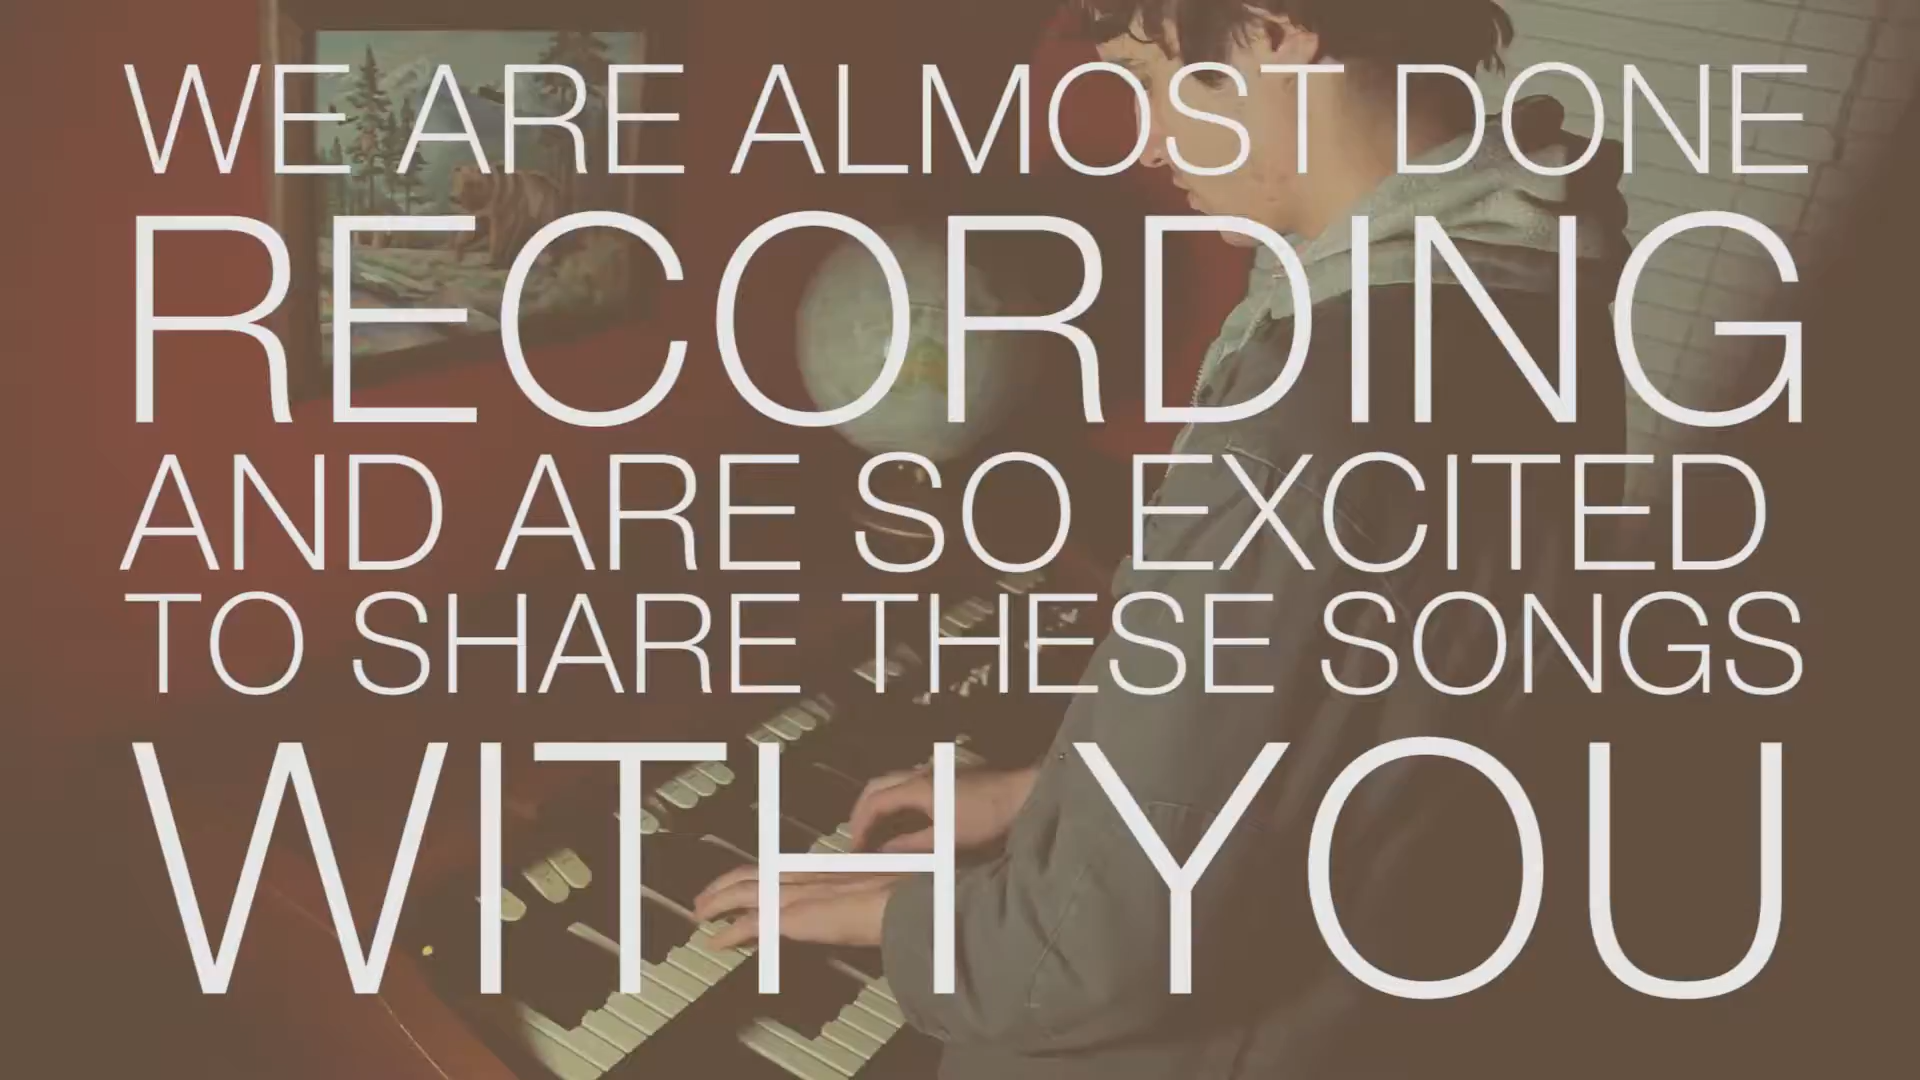 WE ARE ALMOST DONE
RECORDING
AND ARE SO EXCITED
TO SHARE THESE SONGS
WITH YOU